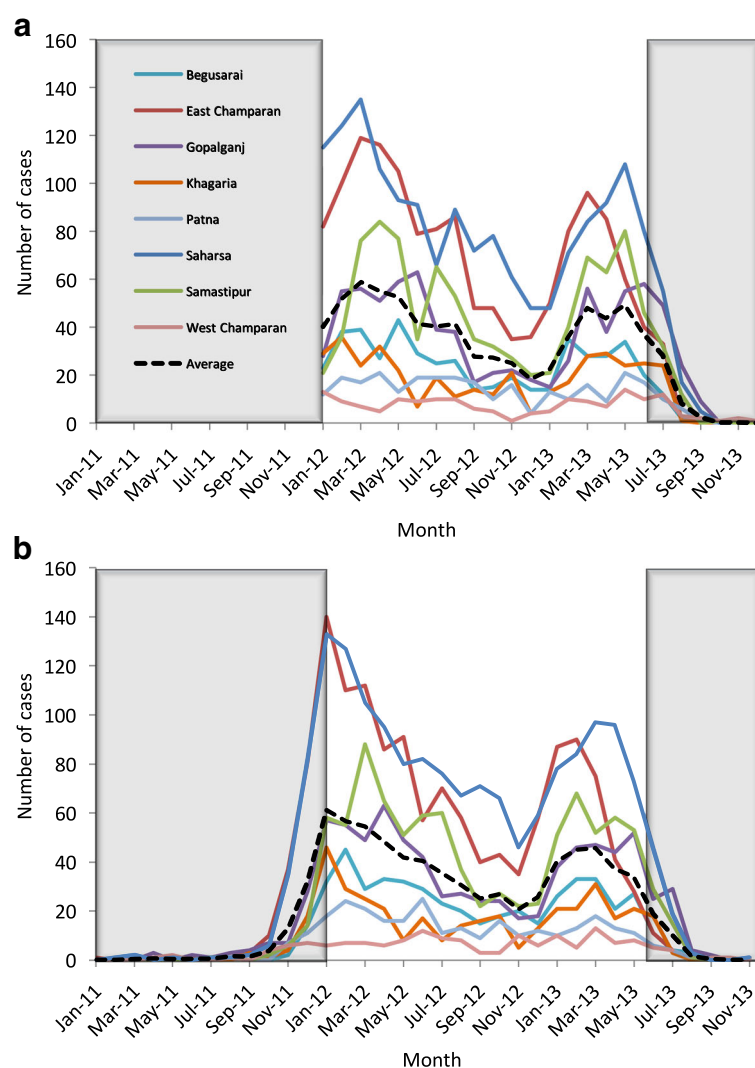 a
160
140
120
100
80
60
40
20
0
Number of cases
Begusarai
East Champaran
Gopalganj
Khagaria
Patna
Saharsa
Samastipur
West Champaran
Average
Jan-11 Mar-11 May-11 Jul-11 Sep-11 Nov-11 Jan-12 Mar-12 May-12 Jul-12 Sep-12 Nov-12 Jan-13 Mar-13 May-13 Jul-13 Sep-13 Nov-13
Month
b
160
140
120
100
80
60
40
20
0
Number of cases
Jan-11 Mar-11 May-11 Jul-11 Sep-11 Nov-11 Jan-12 Mar-12 May-12 Jul-12 Sep-12 Nov-12 Jan-13 Mar-13 May-13 Jul-13 Sep-13 Nov-13
Month